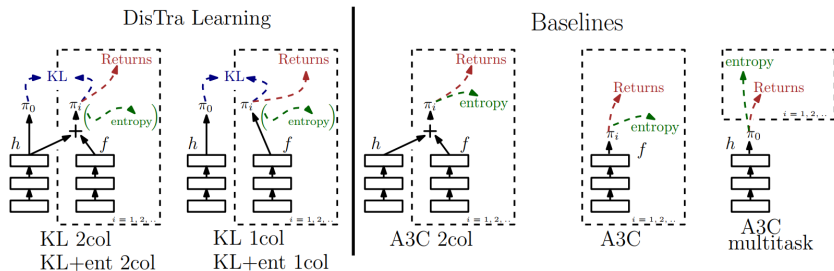 DisTra Learning
Baselines
KL
Returns
π0
πi
(entropy)
h
f
i = 1, 2, ..
KL 2col
KL+ent 2col
KL
Returns
π0
πi
(entropy)
h
f
i = 1, 2, ..
KL 1col
KL+ent 1col
Returns
πi
entropy
h
f
i = 1, 2, ..
A3C 2col
Returns
πi
entropy
f
i = 1, 2, ..
A3C
entropy
Returns
i = 1, 2, ..
π0
h
A3C
multitask